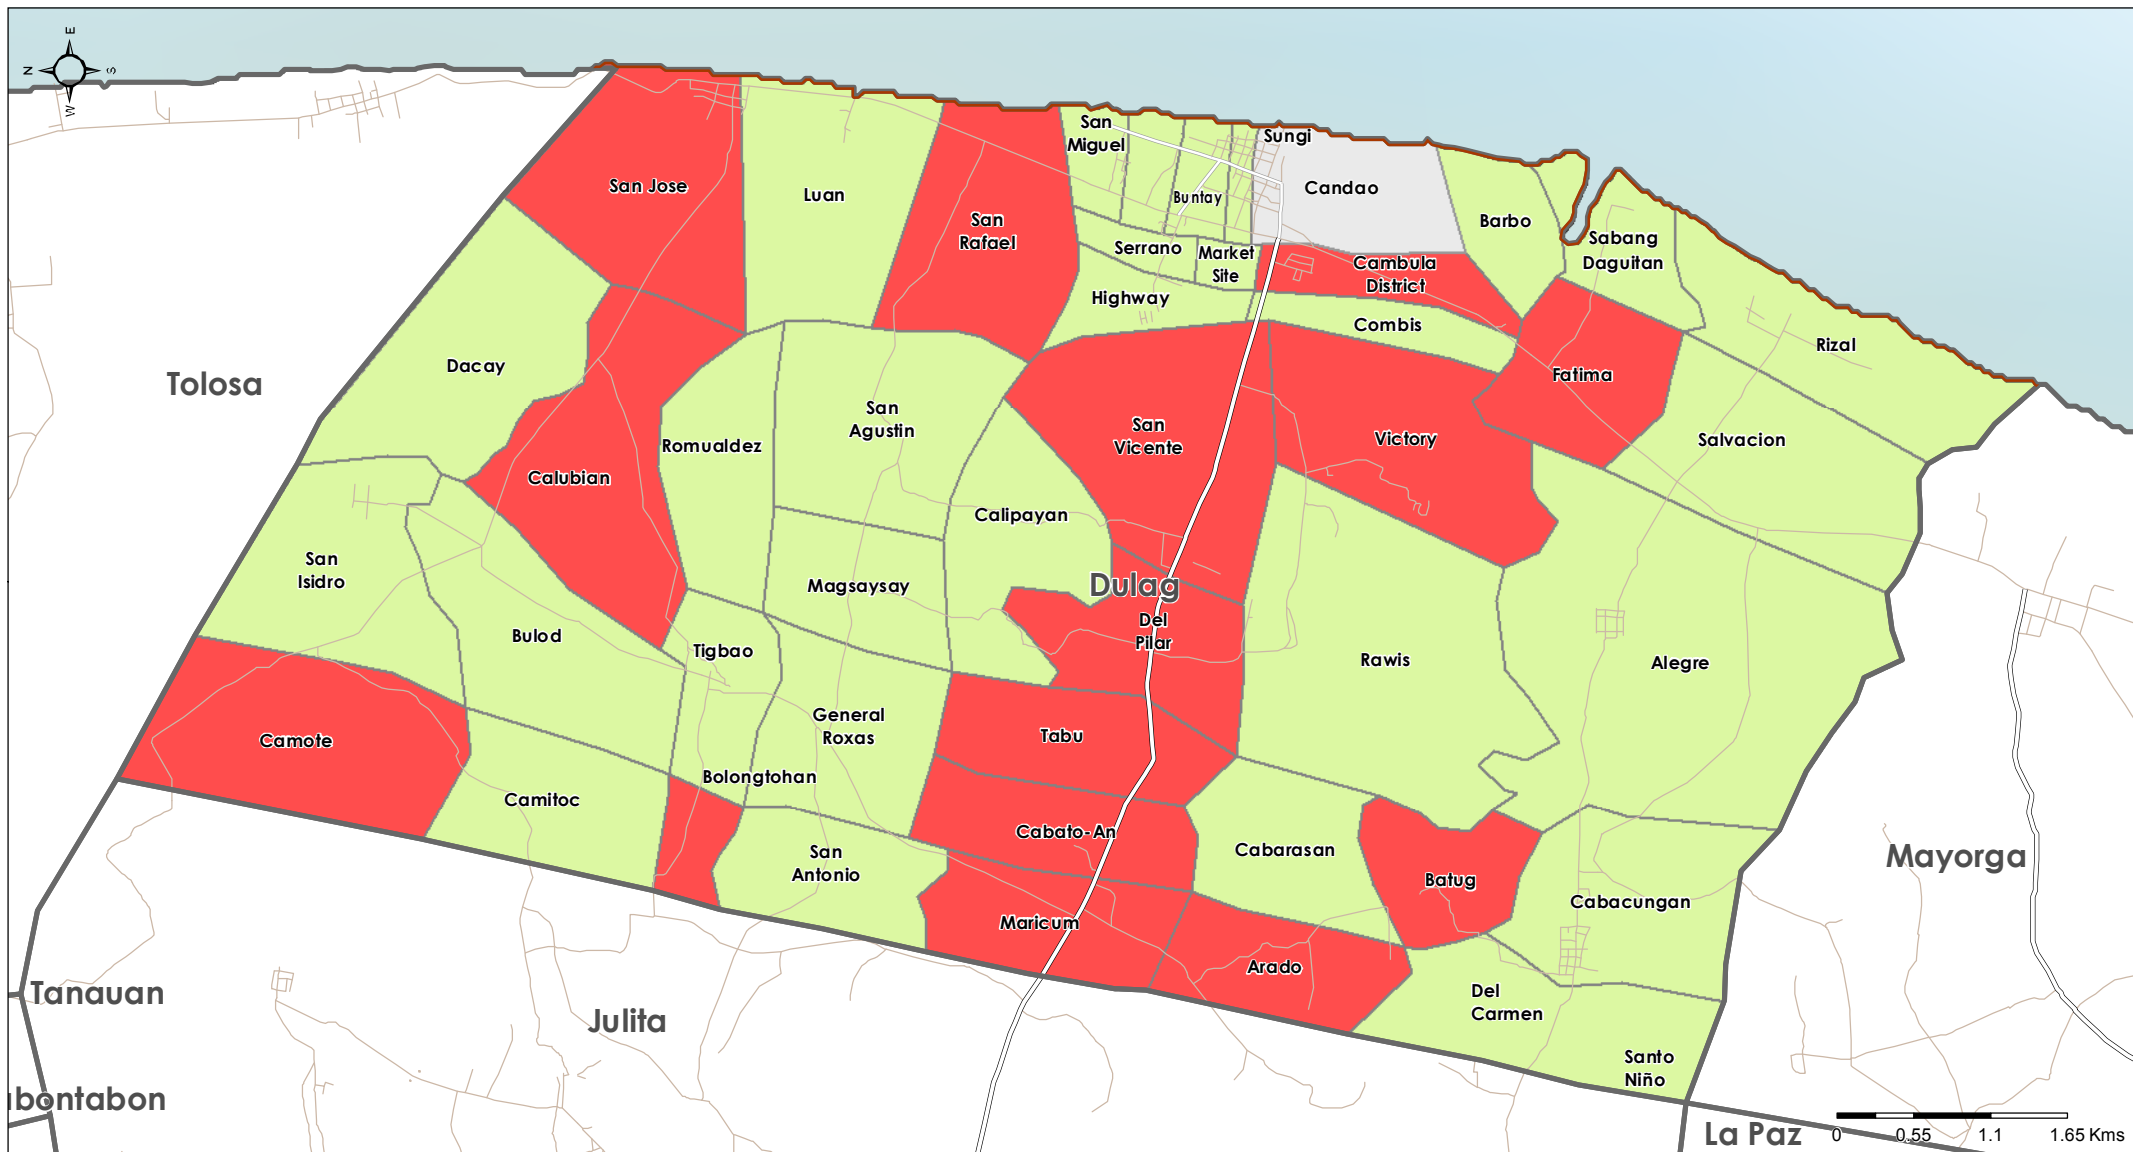 E
N
S
W
San
Miguel
Sungi
San Jose
Luan
Candao
Buntay
San
Rafael
Barbo
Serrano
Market
Site
Sabang
Daguitan
Cambula
District
Highway
Combis
Rizal
Tolosa
Dacay
Fatima
San
Agustin
San
Vicente
Victory
Salvacion
Romualdez
Calubian
Calipayan
San
Isidro
Magsaysay
Dulag
Del
Pilar
Bulod
Tigbao
Rawis
Alegre
General
Roxas
Camote
Tabu
Bolongtohan
Camitoc
Cabato-An
San
Antonio
Cabarasan
Mayorga
Batug
Cabacungan
Maricum
Arado
Tanauan
Julita
Del
Carmen
Santo
Niño
abontabon
La Paz
0 0.55 1.1 1.65 Kms